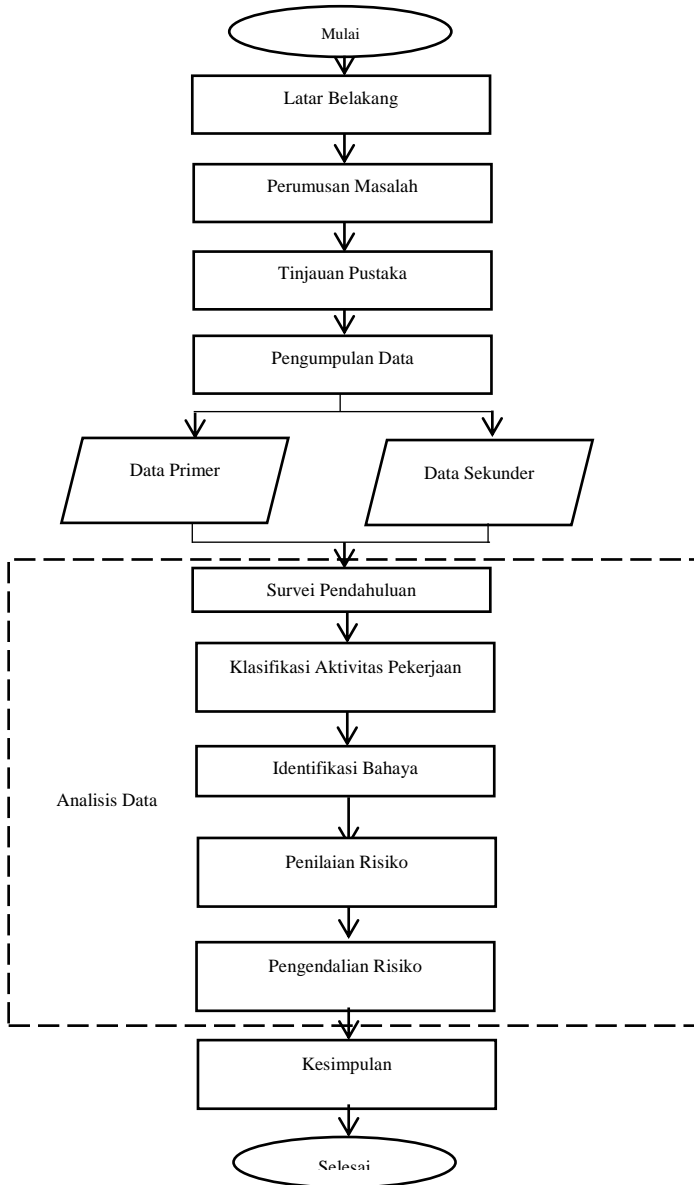 Mulai
Latar Belakang
Perumusan Masalah
Tinjauan Pustaka
Pengumpulan Data
Data Primer
Data Sekunder
Survei Pendahuluan
Klasifikasi Aktivitas Pekerjaan
Identifikasi Bahaya
Analisis Data
Penilaian Risiko
Pengendalian Risiko
Kesimpulan
Selesai